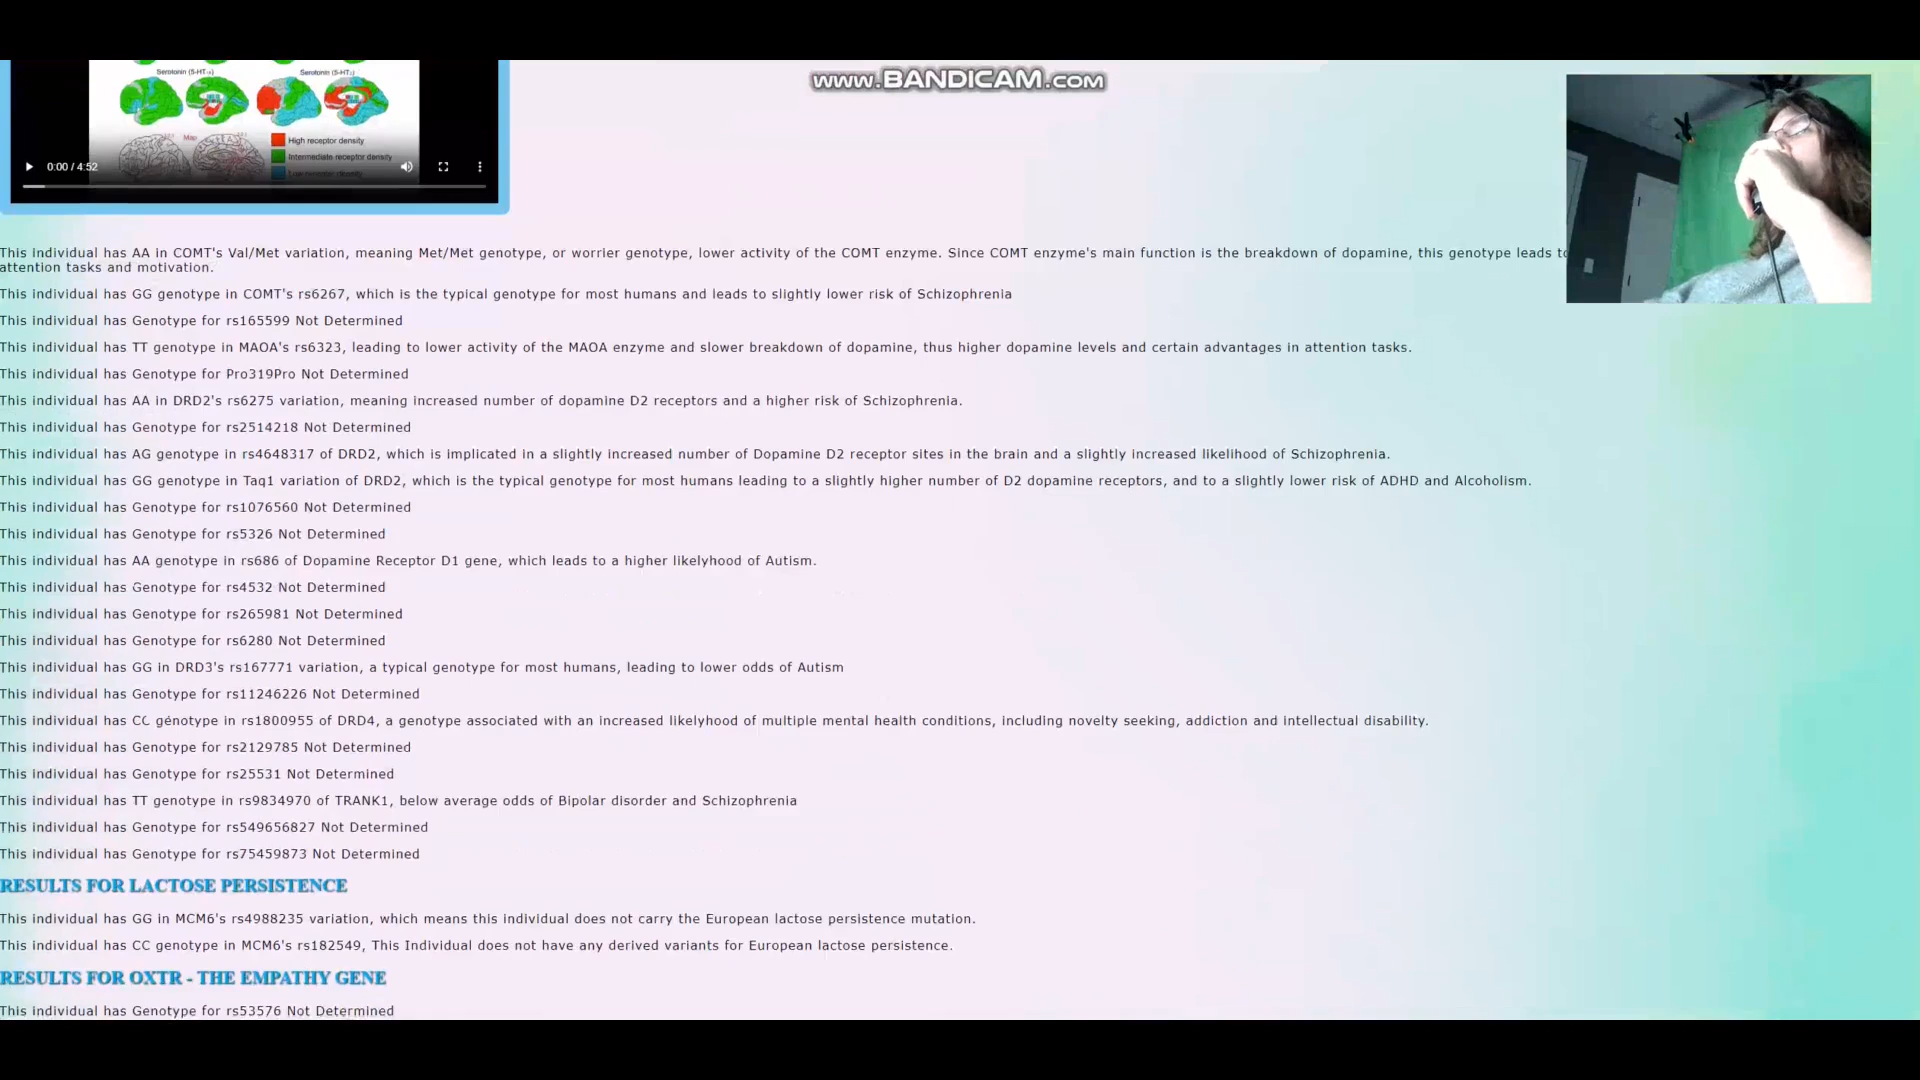 www.BANDICAM.com
Serotonin (5-HT1A) Serotonin (5-HT2)
Map
High receptor density
Intermediate receptor density
Low receptor density
0:00 / 4:52
This individual has AA in COMT's Val/Met variation, meaning Met/Met genotype, or worrier genotype, lower activity of the COMT enzyme. Since COMT enzyme's main function is the breakdown of dopamine, this genotype leads to
attention tasks and motivation.
This individual has GG genotype in COMT's rs6267, which is the typical genotype for most humans and leads to slightly lower risk of Schizophrenia
This individual has Genotype for rs165599 Not Determined
This individual has TT genotype in MAOA's rs6323, leading to lower activity of the MAOA enzyme and slower breakdown of dopamine, thus higher dopamine levels and certain advantages in attention tasks.
This individual has Genotype for Pro319Pro Not Determined
This individual has AA in DRD2's rs6275 variation, meaning increased number of dopamine D2 receptors and a higher risk of Schizophrenia.
This individual has Genotype for rs2514218 Not Determined
This individual has AG genotype in rs4648317 of DRD2, which is implicated in a slightly increased number of Dopamine D2 receptor sites in the brain and a slightly increased likelihood of Schizophrenia.
This individual has GG genotype in Taq1 variation of DRD2, which is the typical genotype for most humans leading to a slightly higher number of D2 dopamine receptors, and to a slightly lower risk of ADHD and Alcoholism.
This individual has Genotype for rs1076560 Not Determined
This individual has Genotype for rs5326 Not Determined
This individual has AA genotype in rs686 of Dopamine Receptor D1 gene, which leads to a higher likelyhood of Autism.
This individual has Genotype for rs4532 Not Determined
This individual has Genotype for rs265981 Not Determined
This individual has Genotype for rs6280 Not Determined
This individual has GG in DRD3's rs167771 variation, a typical genotype for most humans, leading to lower odds of Autism
This individual has Genotype for rs11246226 Not Determined
This individual has CC genotype in rs1800955 of DRD4, a genotype associated with an increased likelyhood of multiple mental health conditions, including novelty seeking, addiction and intellectual disability.
This individual has Genotype for rs2129785 Not Determined
This individual has Genotype for rs25531 Not Determined
This individual has TT genotype in rs9834970 of TRANK1, below average odds of Bipolar disorder and Schizophrenia
This individual has Genotype for rs549656827 Not Determined
This individual has Genotype for rs75459873 Not Determined
RESULTS FOR LACTOSE PERSISTENCE
This individual has GG in MCM6's rs4988235 variation, which means this individual does not carry the European lactose persistence mutation.
This individual has CC genotype in MCM6's rs182549, This Individual does not have any derived variants for European lactose persistence.
RESULTS FOR OXTR - THE EMPATHY GENE
This individual has Genotype for rs53576 Not Determined